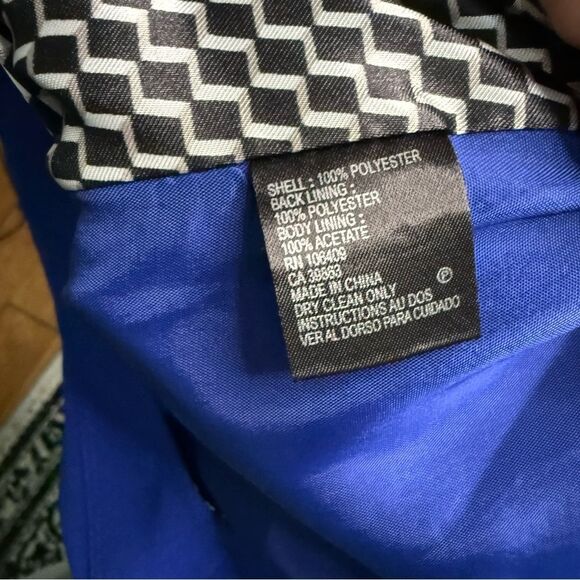 SHELL : 100% POLYESTER
BACK LINING :
100% POLYESTER
BODY LINING :
100% ACETATE
RN 106409
CA 39883
MADE IN CHINA
DRY CLEAN ONLY
INSTRUCTIONS AU DOS
VER AL DORSO PARA CUIDADO
P